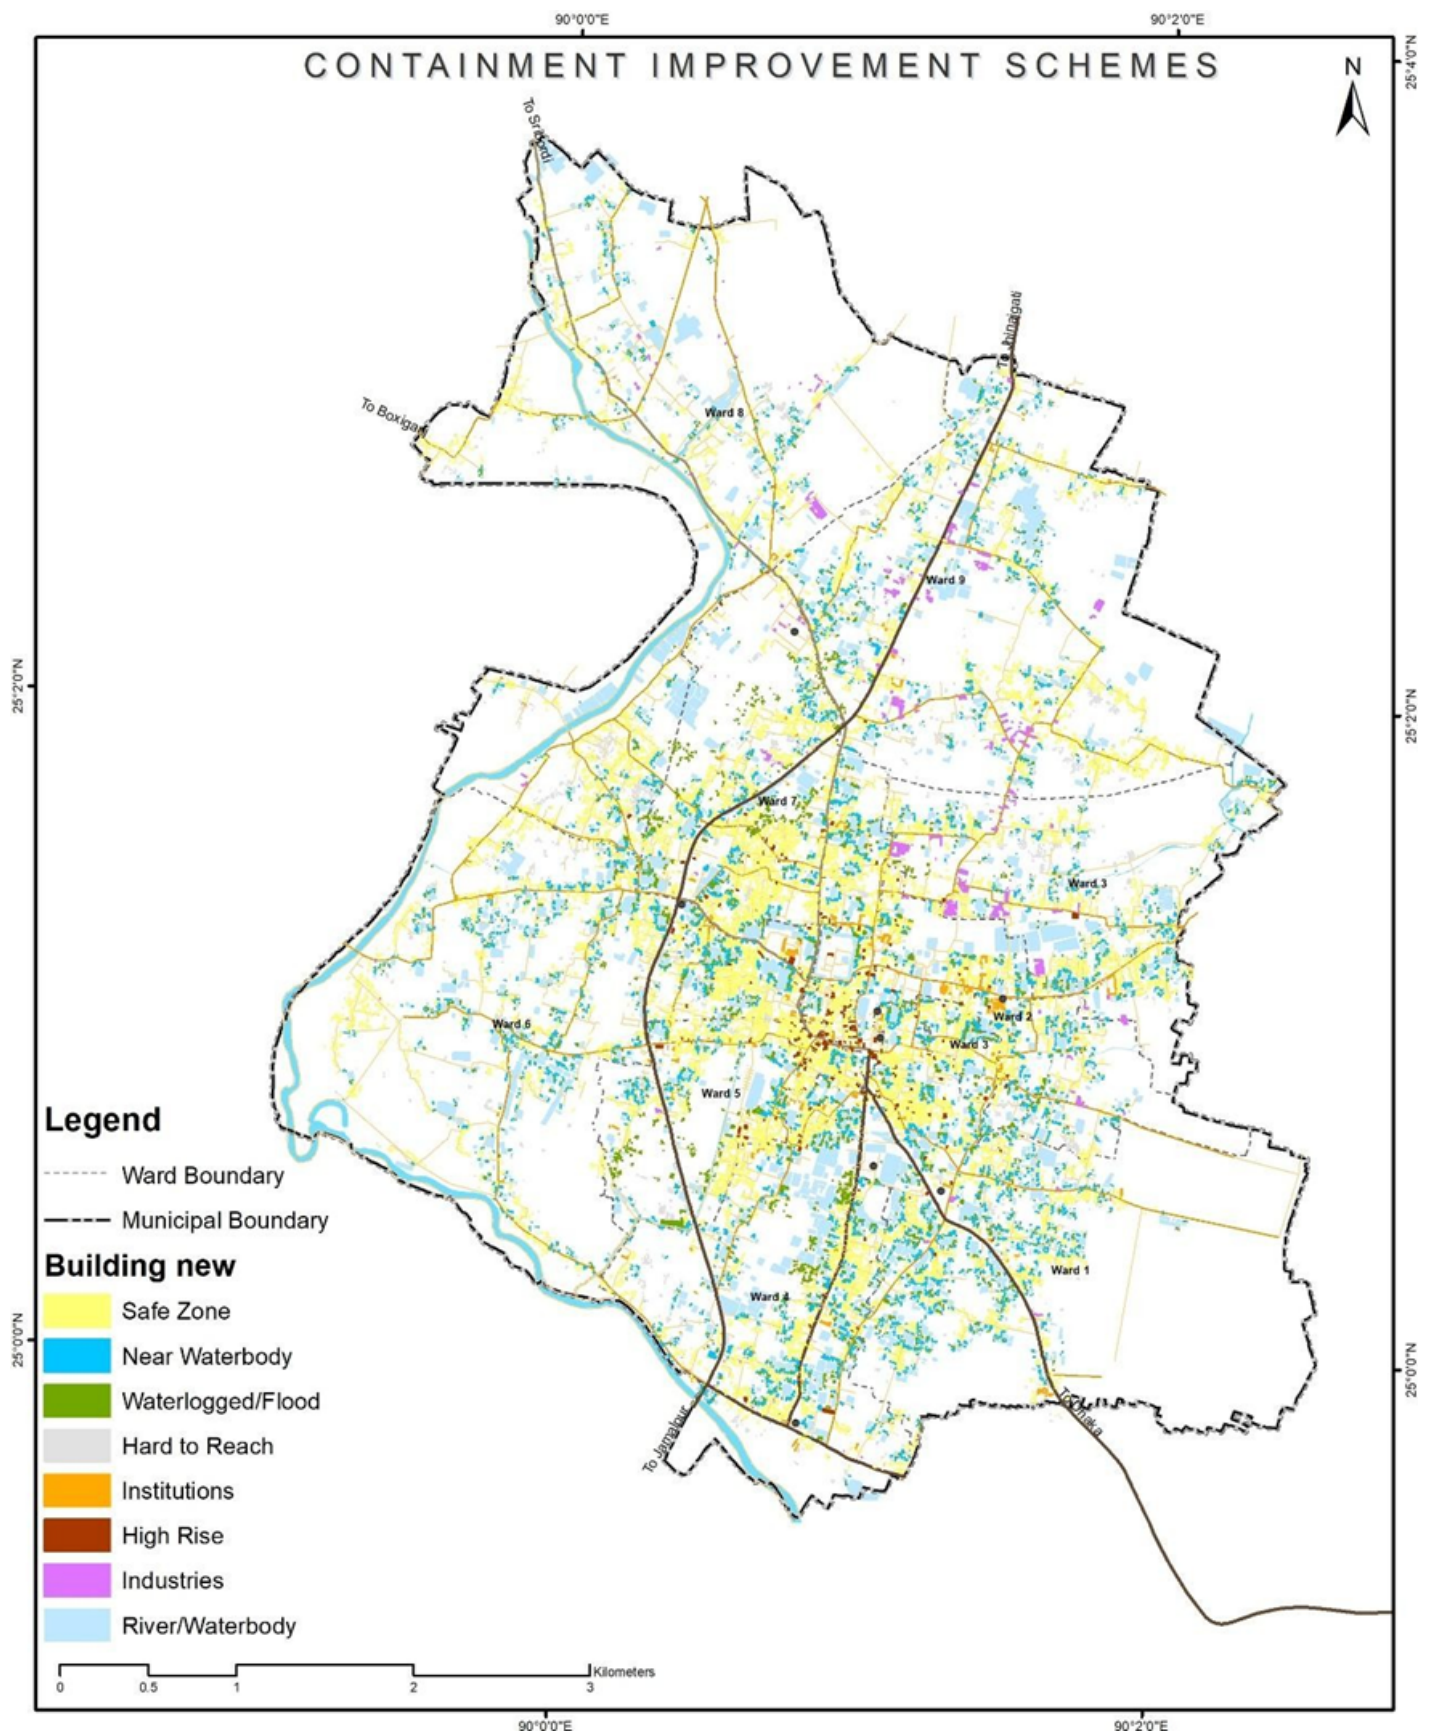 90°0'0"E
90°2'0"E
CONTAINMENT IMPROVEMENT SCHEMES
N
25°4'0"N
To Sribordi
To Jhinaigati
To Boxiganj
Ward 8
Ward 9
25°2'0"N
25°2'0"N
Ward 7
Ward 3
Ward 6
Ward 2
Ward 3
Ward 5
Ward 1
Ward 4
25°0'0"N
25°0'0"N
To Jamalpur
To Dhaka
Legend
Ward Boundary
Municipal Boundary
Building new
Safe Zone
Near Waterbody
Waterlogged/Flood
Hard to Reach
Institutions
High Rise
Industries
River/Waterbody
Kilometers
0 0.5 1 2 3
90°0'0"E
90°2'0"E